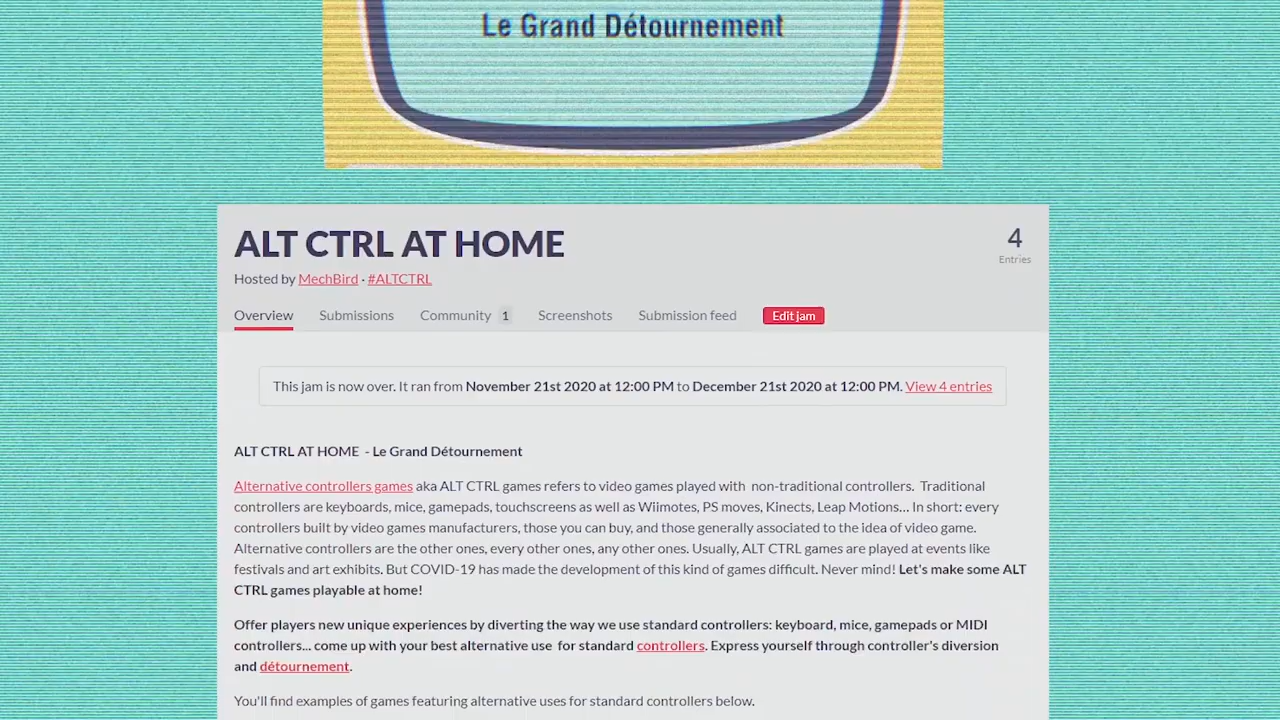 Le Grand Détournement
ALT CTRL AT HOME
4
Entries
Hosted by MechBird · #ALTCTRL
Overview Submissions Community 1 Screenshots Submission feed Edit jam
This jam is now over. It ran from November 21st 2020 at 12:00 PM to December 21st 2020 at 12:00 PM. View 4 entries
ALT CTRL AT HOME - Le Grand Détournement
Alternative controllers games aka ALT CTRL games refers to video games played with non-traditional controllers. Traditional
controllers are keyboards, mice, gamepads, touchscreens as well as Wiimotes, PS moves, Kinects, Leap Motions... In short: every
controllers built by video games manufacturers, those you can buy, and those generally associated to the idea of video game.
Alternative controllers are the other ones, every other ones, any other ones. Usually, ALT CTRL games are played at events like
festivals and art exhibits. But COVID-19 has made the development of this kind of games difficult. Never mind! Let's make some ALT
CTRL games playable at home!
Offer players new unique experiences by diverting the way we use standard controllers: keyboard, mice, gamepads or MIDI
controllers... come up with your best alternative use for standard controllers. Express yourself through controller's diversion
and détournement.
You'll find examples of games featuring alternative uses for standard controllers below.